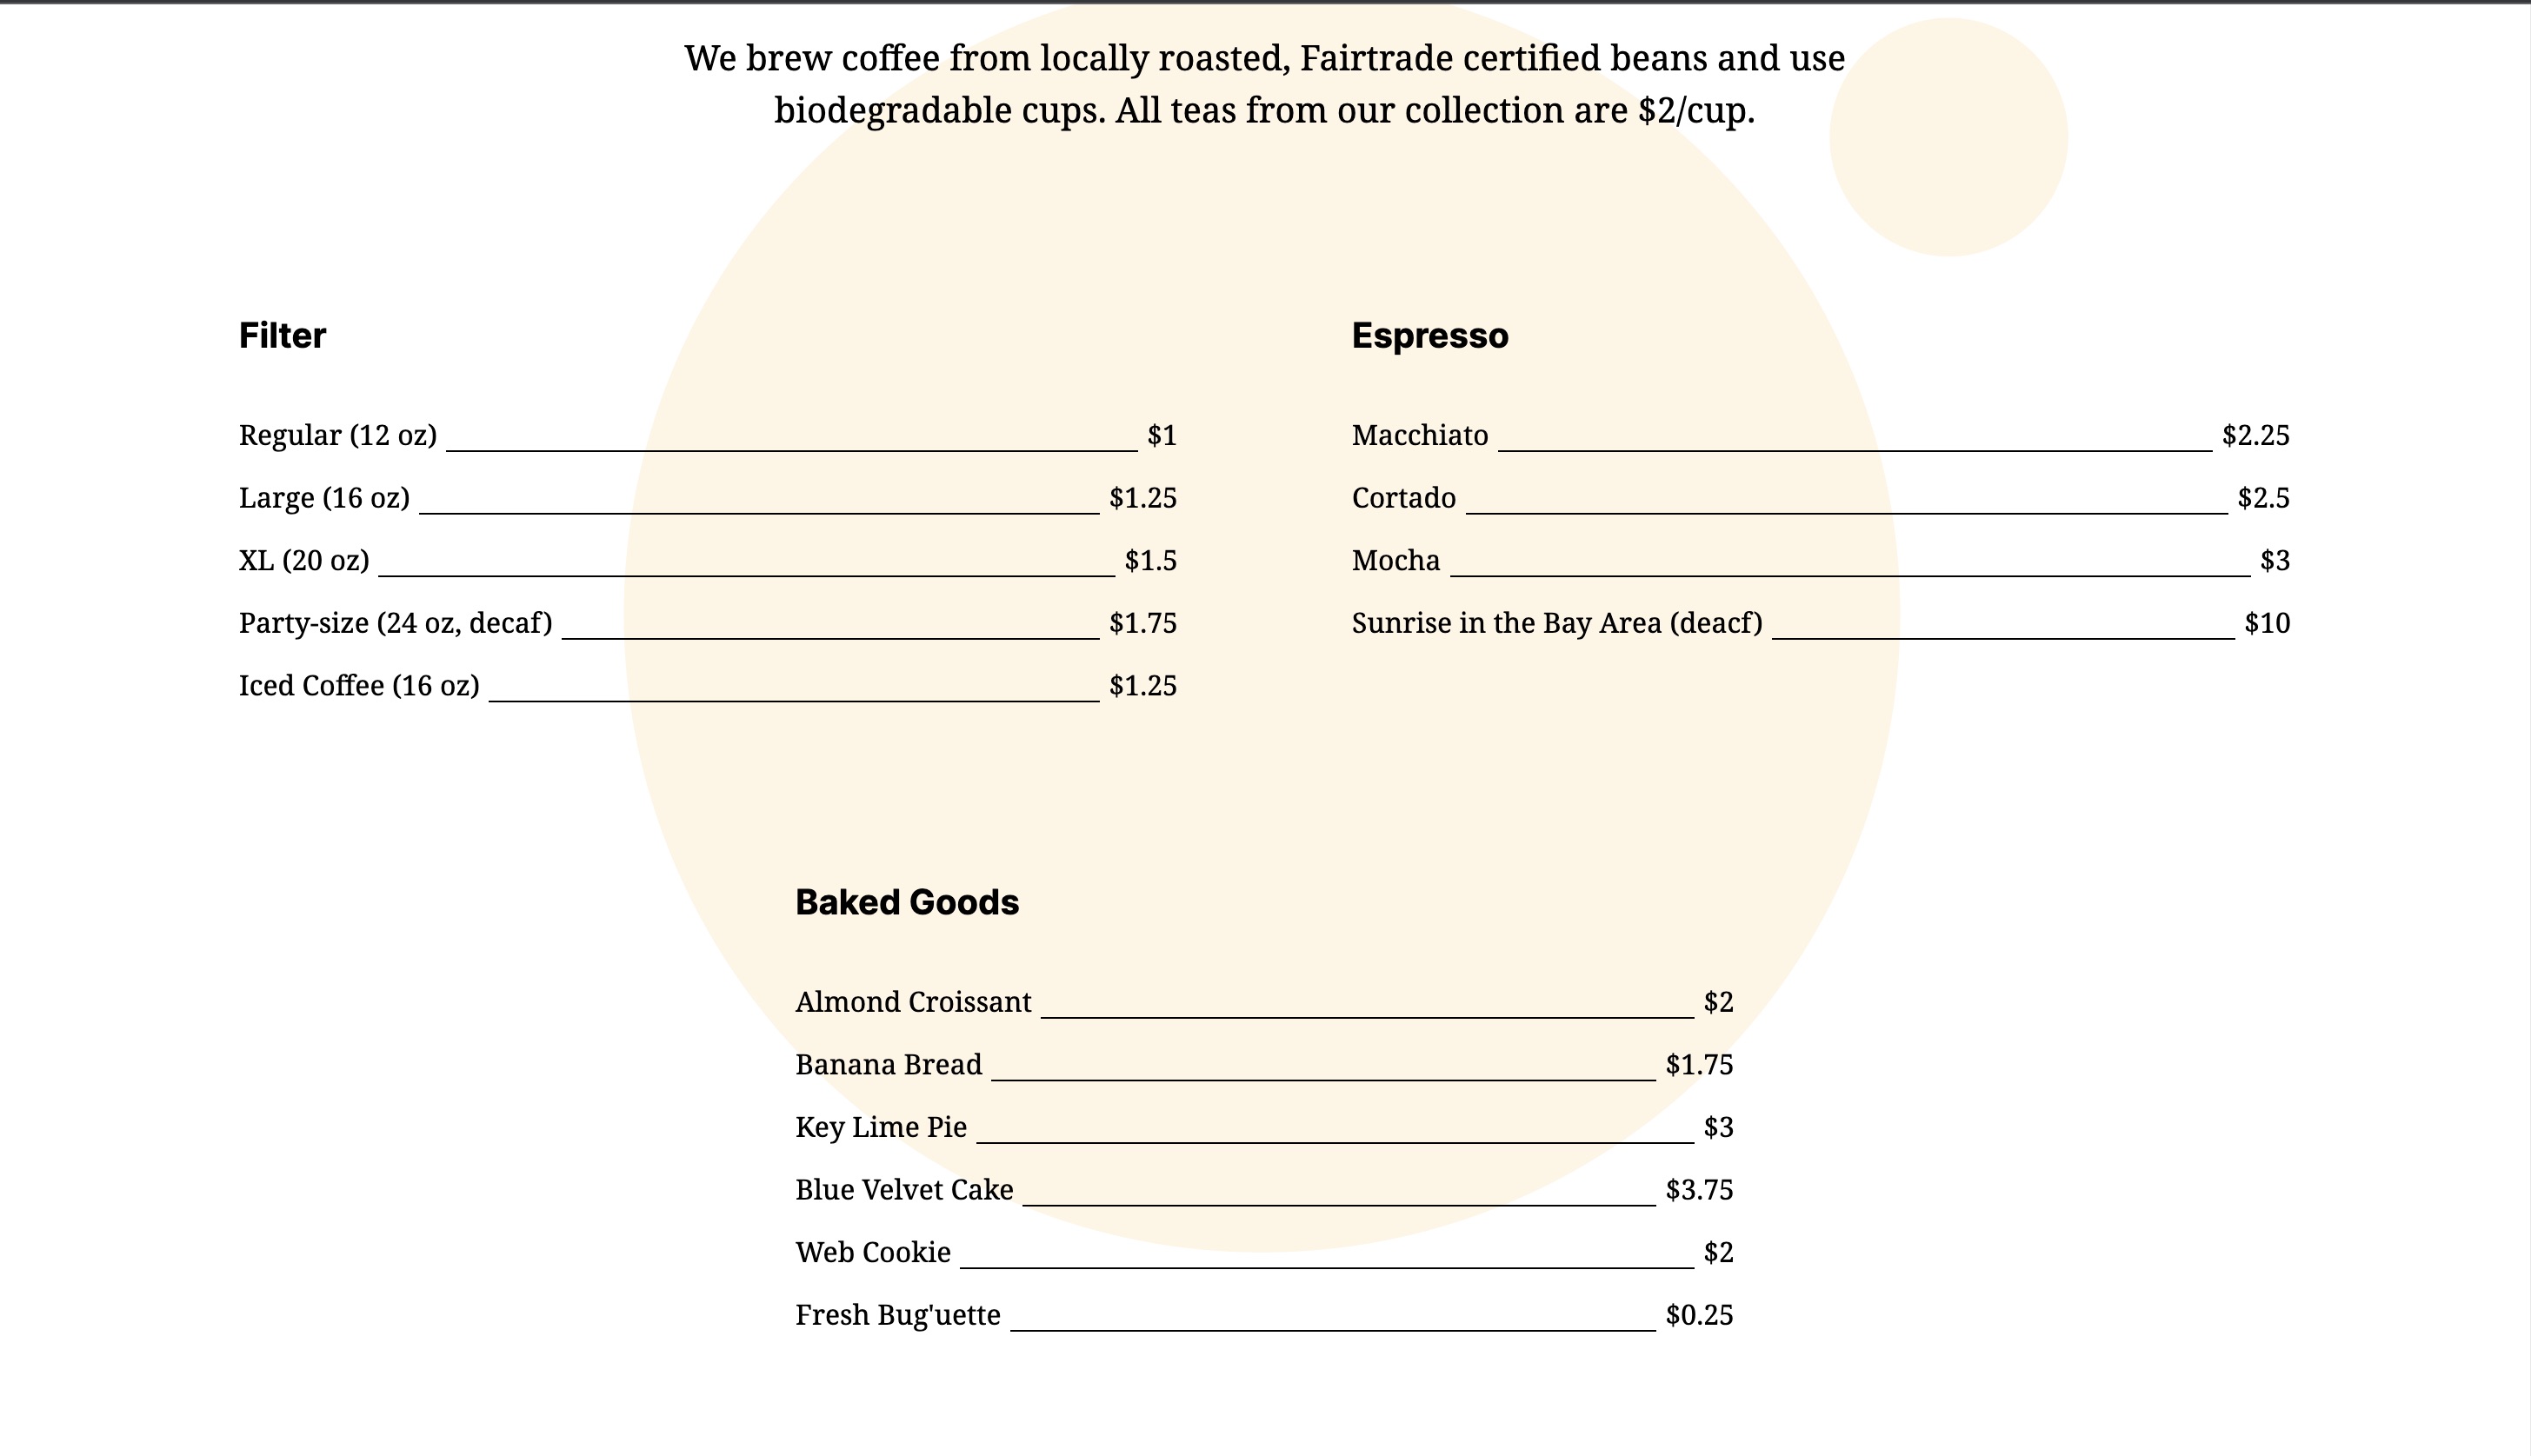 We brew coffee from locally roasted, Fairtrade certified beans and use
biodegradable cups. All teas from our collection are $2/cup.
Filter
Regular (12 oz) $1
Large (16 oz) $1.25
XL (20 oz) $1.5
Party-size (24 oz, decaf) $1.75
Iced Coffee (16 oz) $1.25
Espresso
Macchiato $2.25
Cortado $2.5
Mocha $3
Sunrise in the Bay Area (deacf) $10
Baked Goods
Almond Croissant $2
Banana Bread $1.75
Key Lime Pie $3
Blue Velvet Cake $3.75
Web Cookie $2
Fresh Bug'uette $0.25